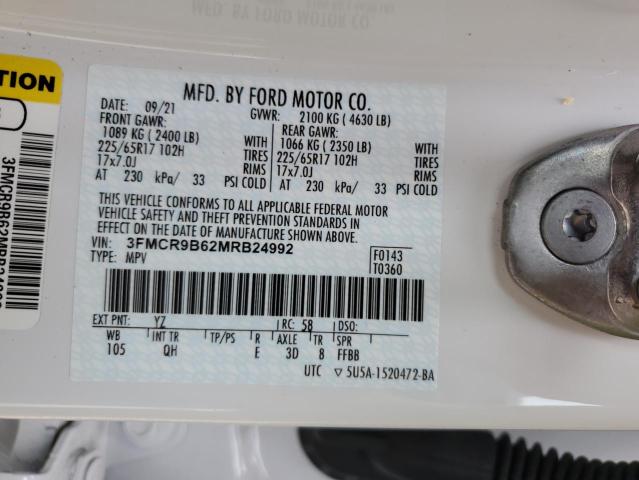 MFD. BY FORD MOTOR CO.
DATE: 09/21 GVWR: 2100 KG ( 4630 LB)
FRONT GAWR: REAR GAWR:
1089 KG ( 2400 LB) WITH 1066 KG ( 2350 LB) WITH
225/65R17 102H TIRES 225/65R17 102H TIRES
17x7.0J RIMS 17x7.0J RIMS
AT 230 kPa/ 33 PSI COLD AT 230 kPa/ 33 PSI COLD
THIS VEHICLE CONFORMS TO ALL APPLICABLE FEDERAL MOTOR
VEHICLE SAFETY AND THEFT PREVENTION STANDARDS IN EFFECT ON
THE DATE OF MANUFACTURE SHOWN ABOVE.
VIN: 3FMCR9B62MRB24992
TYPE: MPV
F0143
T0360
EXT PNT: YZ RC: 58 DSO:
WB INT TR TP/PS R AXLE TR SPR
105 QH E 3D 8 FFBB
UTC ▽5U5A-1520472-BA